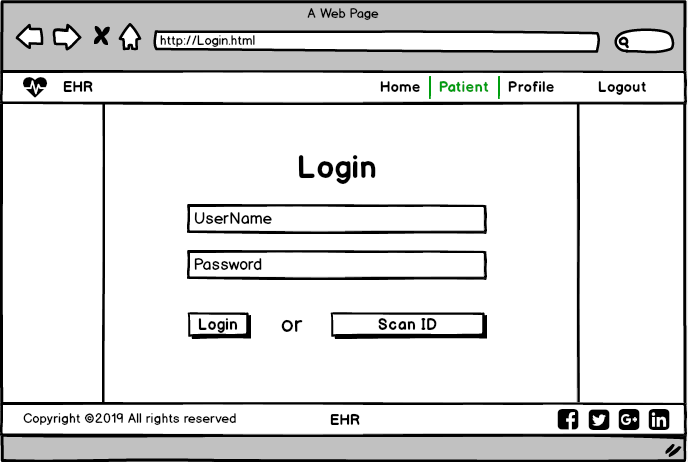 A Web Page
http://Login.html
EHR Home Patient Profile Logout
Login
UserName
Password
Login or Scan ID
Copyright ©2019 All rights reserved EHR